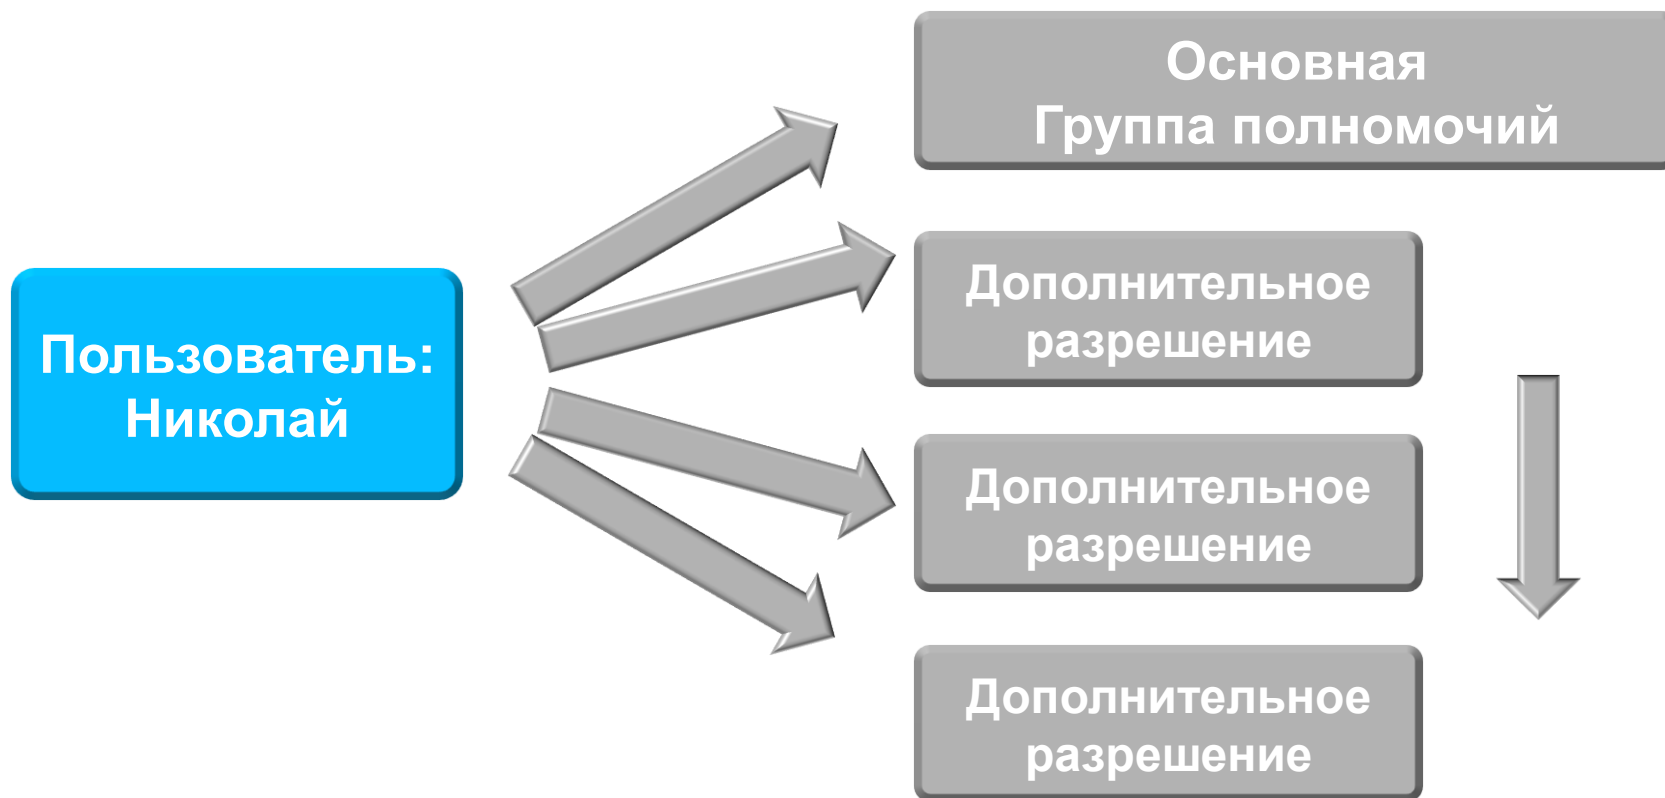 Основная
Группа полномочий
Пользователь:
Николай
Дополнительное
разрешение
Дополнительное
разрешение
Дополнительное
разрешение